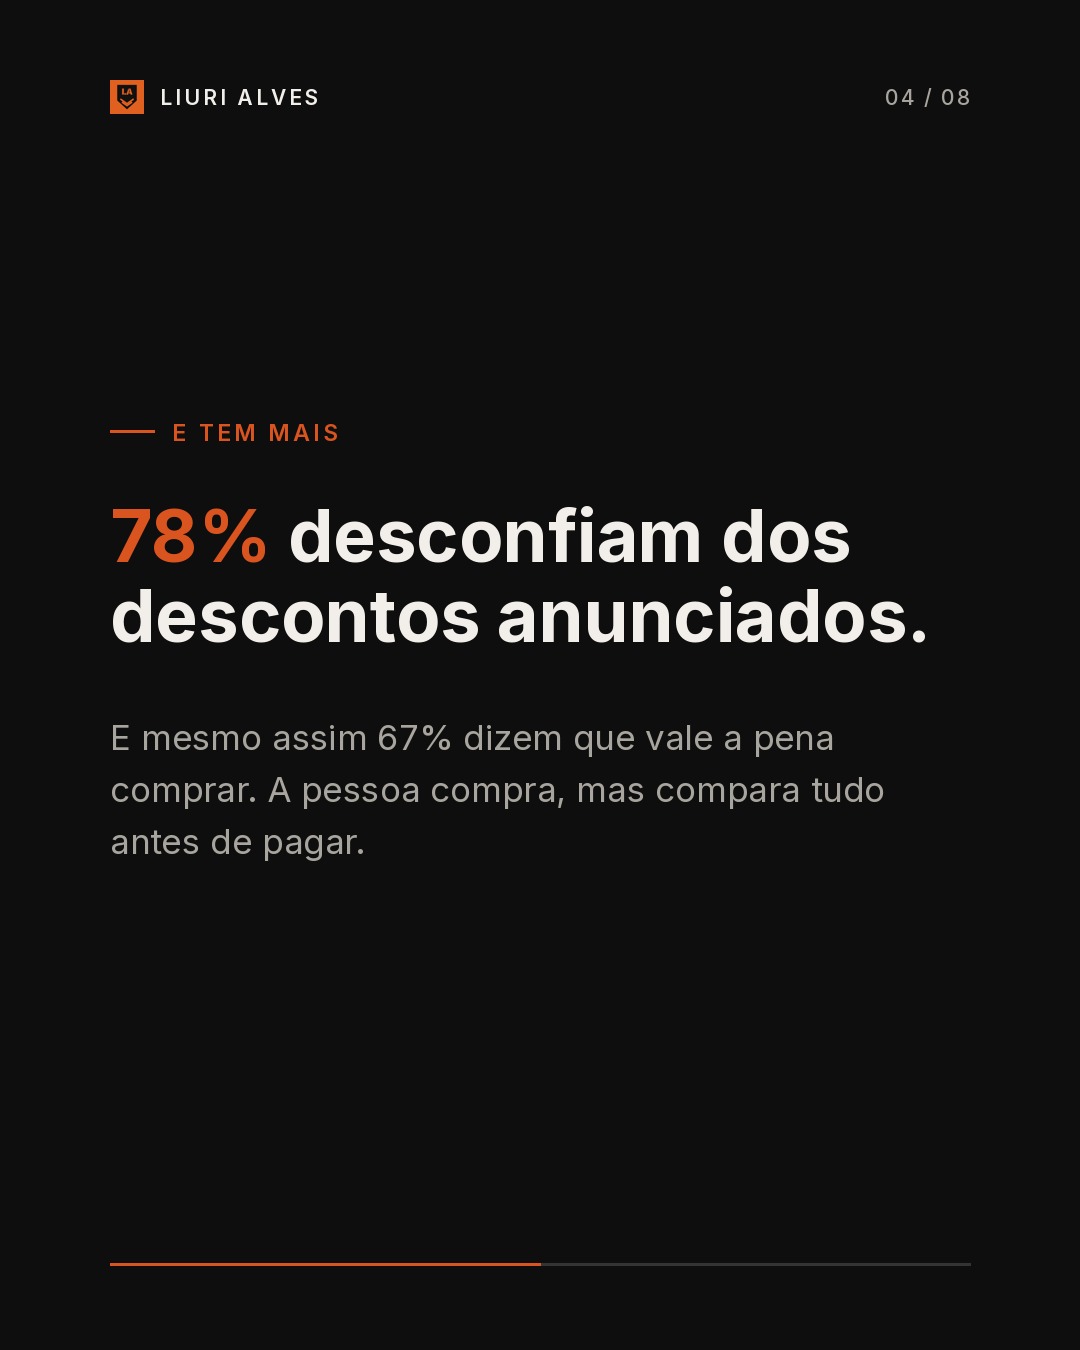 LA
LIURI ALVES
04 / 08
E TEM MAIS
78% desconfiam dos
descontos anunciados.
E mesmo assim 67% dizem que vale a pena
comprar. A pessoa compra, mas compara tudo
antes de pagar.